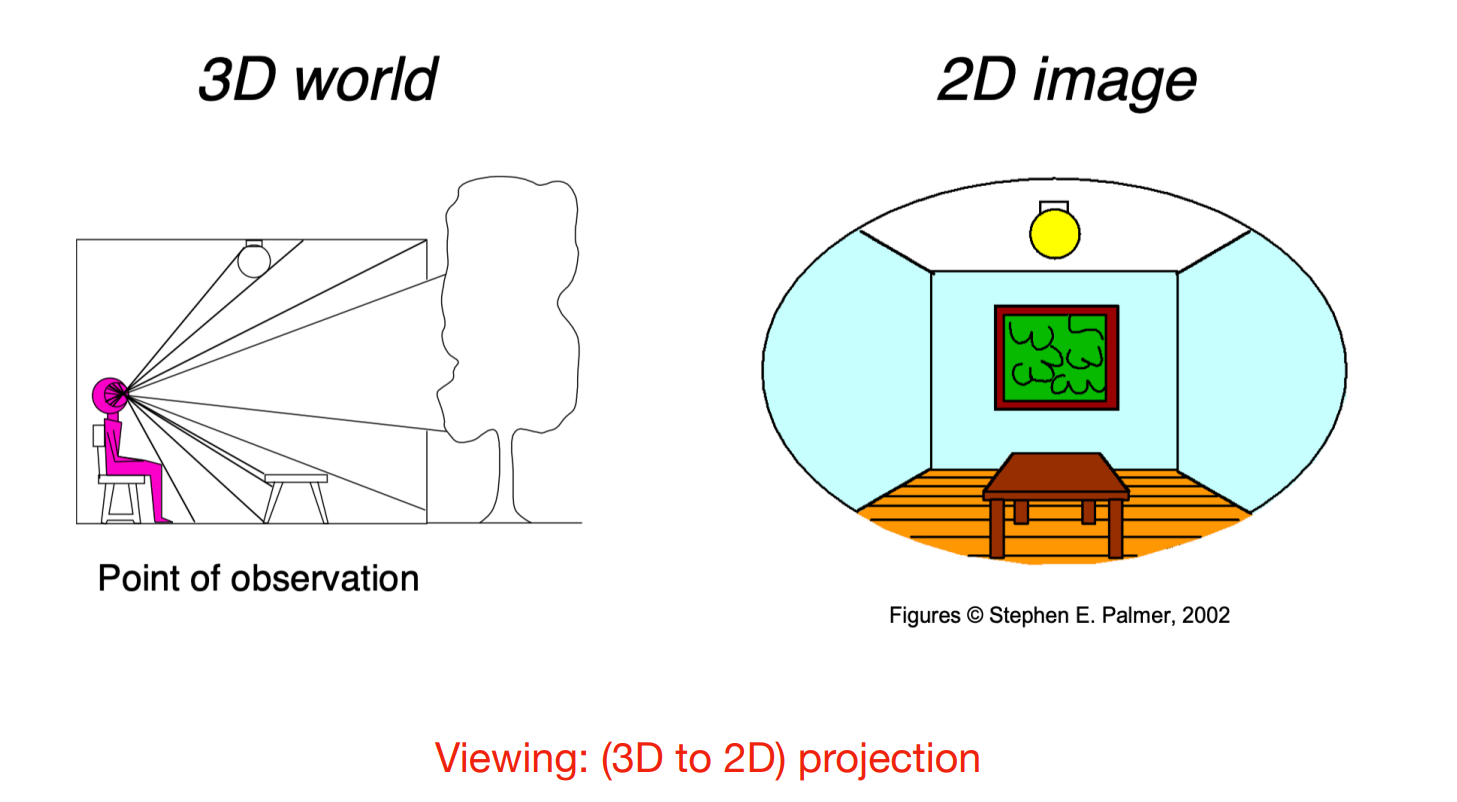 3D world
2D image
Point of observation
Figures © Stephen E. Palmer, 2002
Viewing: (3D to 2D) projection